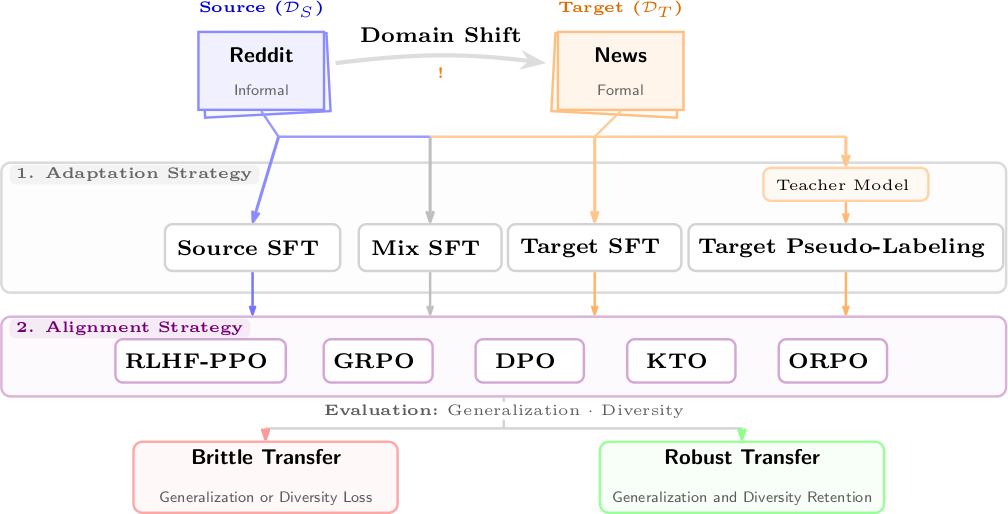 Source (𝒟_S)
Target (𝒟_T)
Reddit
Informal
Domain Shift
!
News
Formal
1. Adaptation Strategy
Teacher Model
Source SFT
Mix SFT
Target SFT
Target Pseudo-Labeling
2. Alignment Strategy
RLHF-PPO
GRPO
DPO
KTO
ORPO
Evaluation: Generalization · Diversity
Brittle Transfer
Generalization or Diversity Loss
Robust Transfer
Generalization and Diversity Retention